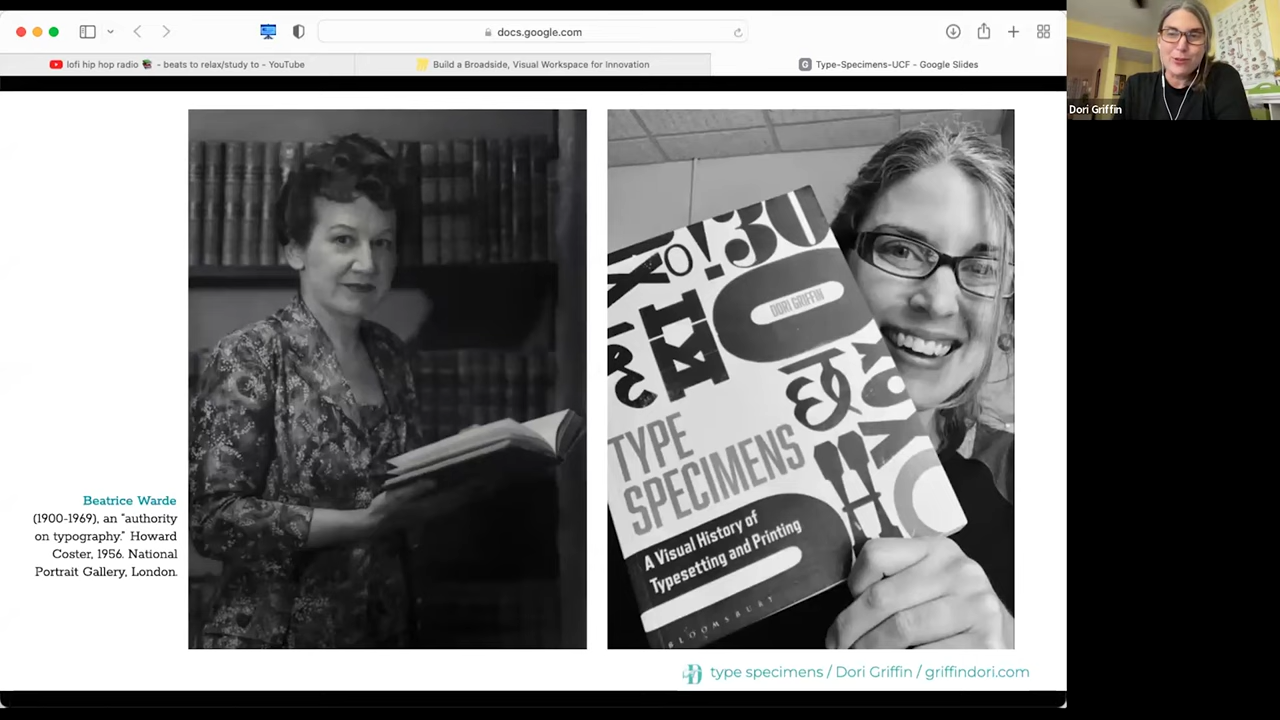 docs.google.com
lofi hip hop radio 📚 - beats to relax/study to - YouTube
Build a Broadside, Visual Workspace for Innovation
Type-Specimens-UCF - Google Slides
Dori Griffin
Beatrice Warde
(1900-1969), an "authority
on typography." Howard
Coster, 1956. National
Portrait Gallery, London.
!30
DORI GRIFFIN
TYPE
SPECIMENS
A Visual History of
Typesetting and Printing
BLOOMSBURY
type specimens / Dori Griffin / griffindori.com